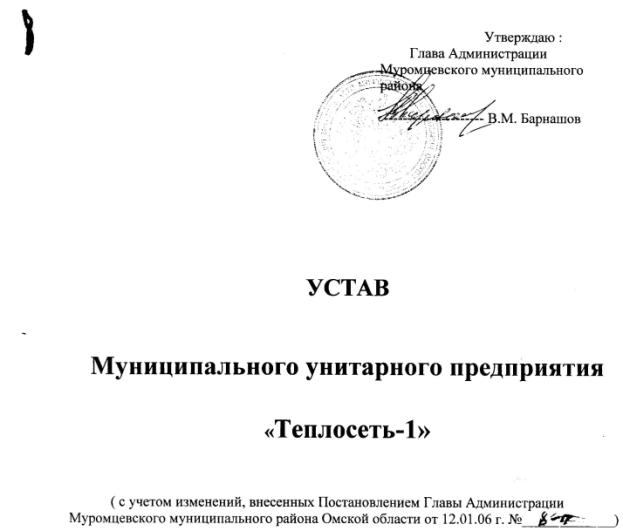 Утверждаю :
Глава Администрации
Муромцевского муниципального
района
В.М. Барнашов
УСТАВ
Муниципального унитарного предприятия
«Теплосеть-1»
( с учетом изменений, внесенных Постановлением Главы Администрации
Муромцевского муниципального района Омской области от 12.01.06 г. № 8-п )